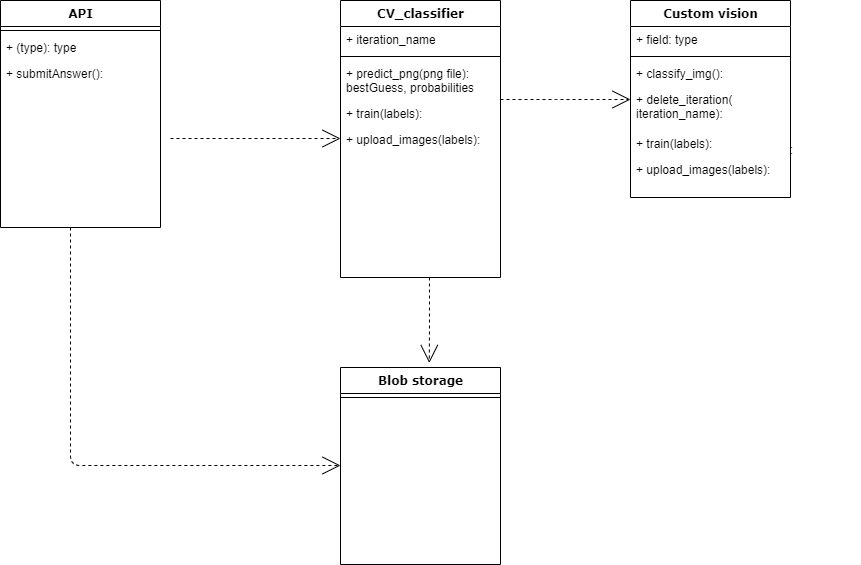 API
+ (type): type
+ submitAnswer():
CV_classifier
+ iteration_name
+ predict_png(png file):
bestGuess, probabilities
+ train(labels):
+ upload_images(labels):
Custom vision
+ field: type
+ classify_img():
+ delete_iteration(
iteration_name):
+ train(labels):
+ upload_images(labels):
Blob storage